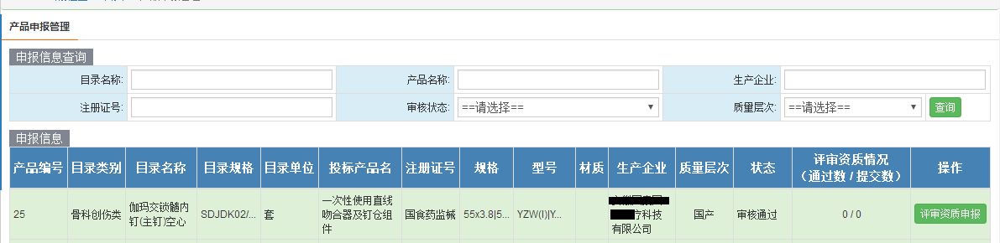 产品申报管理
申报信息查询
目录名称: 产品名称: 生产企业:
注册证号: 审核状态: ==请选择== 质量层次: ==请选择== 查询
申报信息
产品编号 目录类别 目录名称 目录规格 目录单位 投标产品名 注册证号 规格 型号 材质 生产企业 质量层次 状态 评审资质情况 操作
（通过数 / 提交数）
25 骨科创伤类 伽玛交锁髓内 SDJDK02/... 套 一次性使用直线 国食药监械 55x3.8|5... YZW(I)|Y... 国产 审核通过 0 / 0 评审资质申报
钉(主钉)空心 吻合器及钉仓组 疗科技
件 有限公司